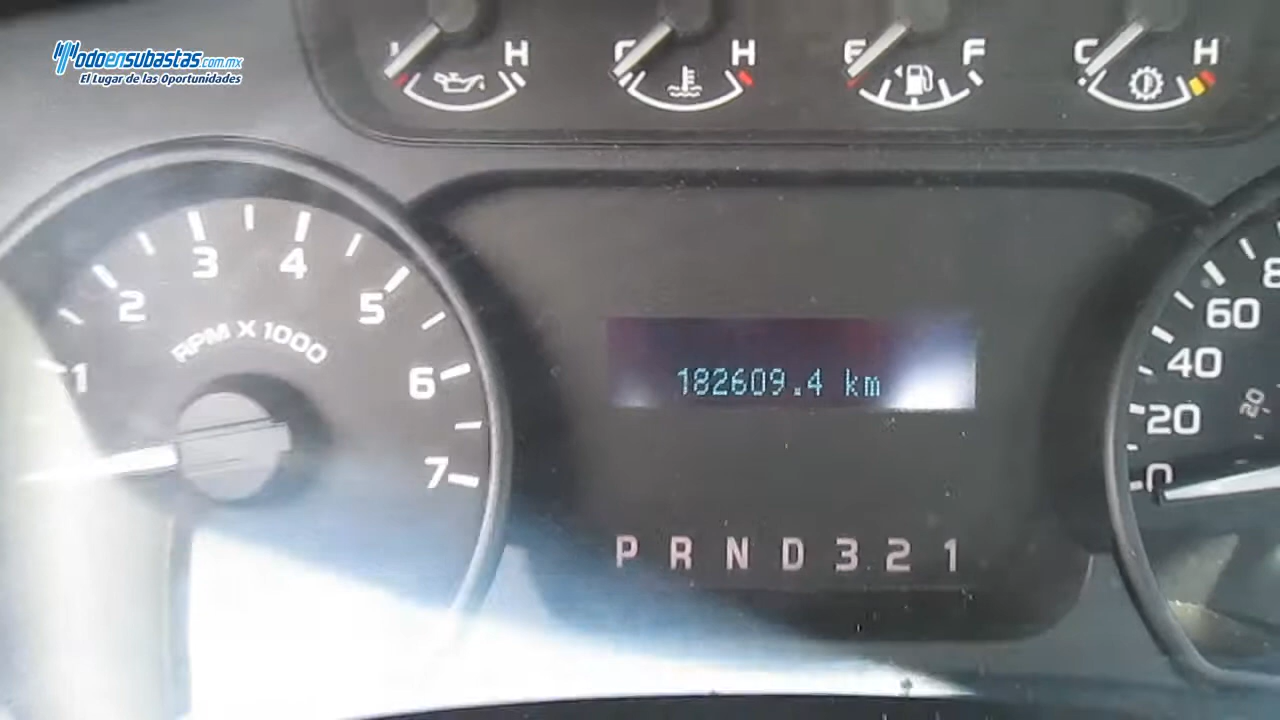 Modoensubastas.com.mx
El Lugar de las Oportunidades
H
C H
E F
C H
1 2 3 4 5 6 7
RPM X 1000
182609.4 km
P R N D 3 2 1
0 20 40 60
20